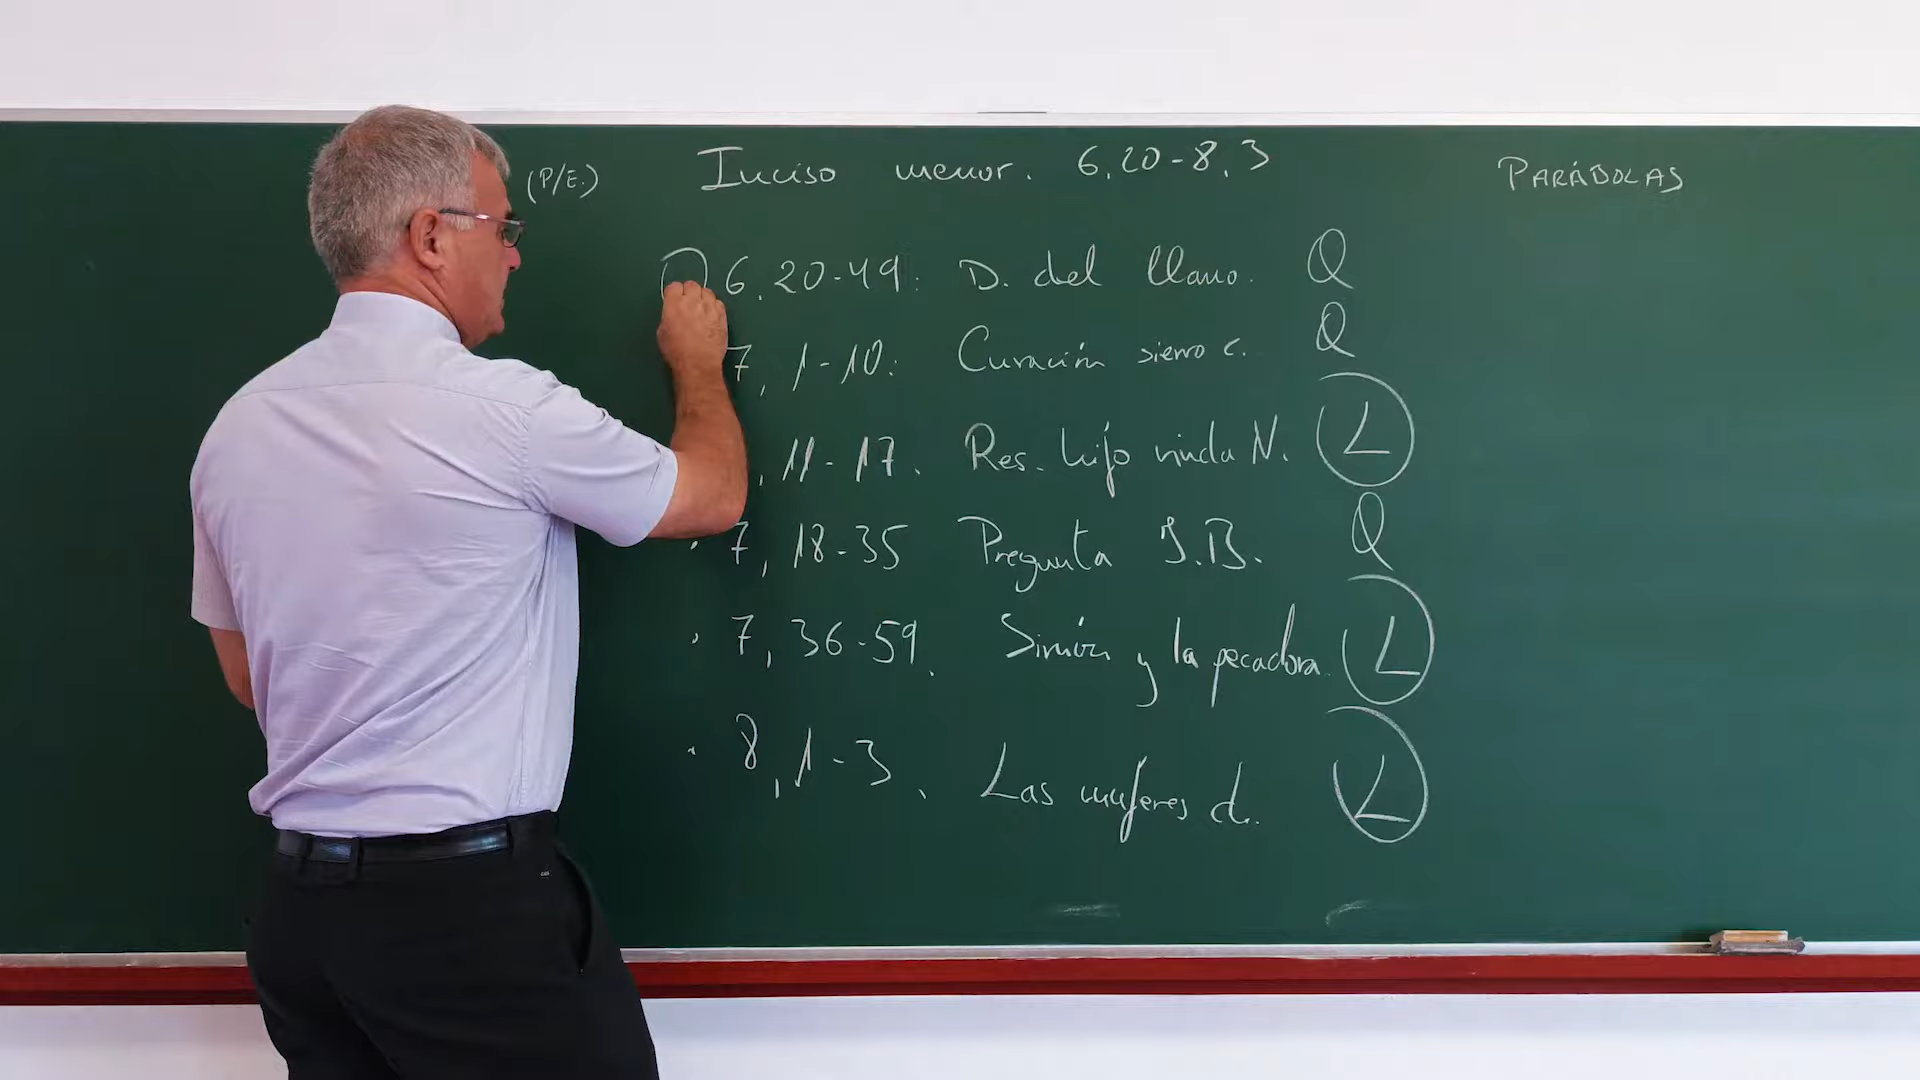 (P/E.) Inciso menor. 6,20-8,3 PARÁBOLAS
6,20-49: D. del llano. Q
7,1-10: Curación siervo c. Q
,11-17. Res. hijo viuda N. L
· 7,18-35 Pregunta J.B. Q
· 7,36-59. Simón y la pecadora. L
· 8,1-3. Las mujeres d. L